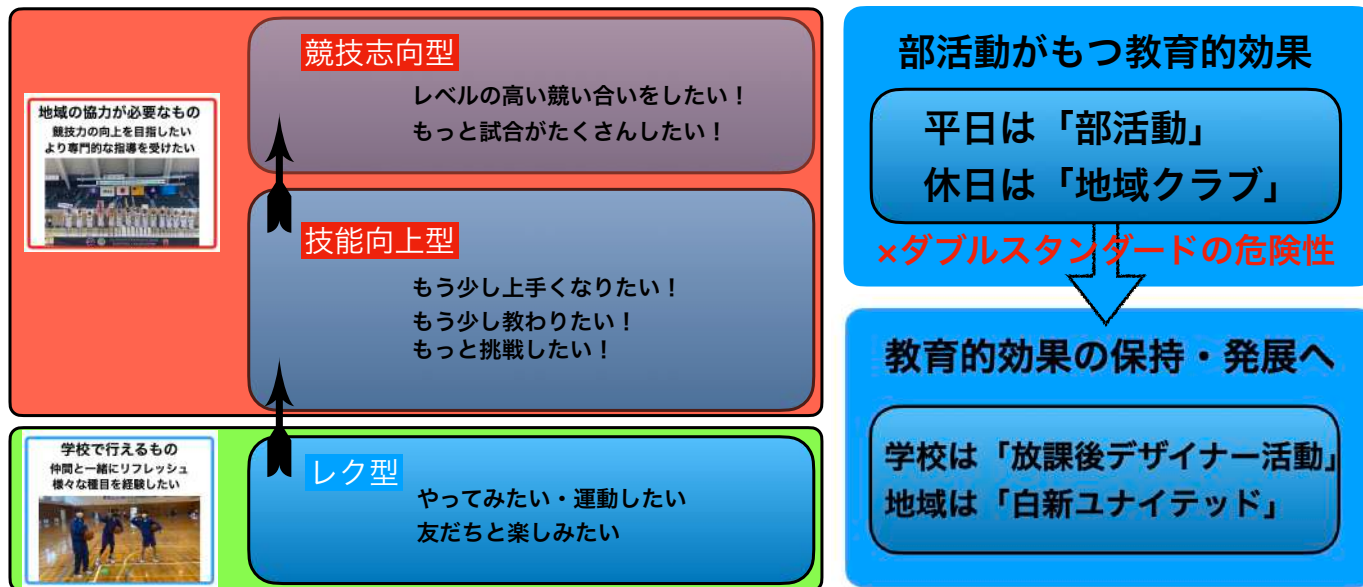 地域の協力が必要なもの
競技力の向上を目指したい
より専門的な指導を受けたい
競技志向型
レベルの高い競い合いをしたい！
もっと試合がたくさんしたい！
技能向上型
もう少し上手くなりたい！
もう少し教わりたい！
もっと挑戦したい！
学校で行えるもの
仲間と一緒にリフレッシュ
様々な種目を経験したい
レク型
やってみたい・運動したい
友だちと楽しみたい
部活動がもつ教育的効果
平日は「部活動」
休日は「地域クラブ」
×ダブルスタンダードの危険性
教育的効果の保持・発展へ
学校は「放課後デザイナー活動」
地域は「白新ユナイテッド」